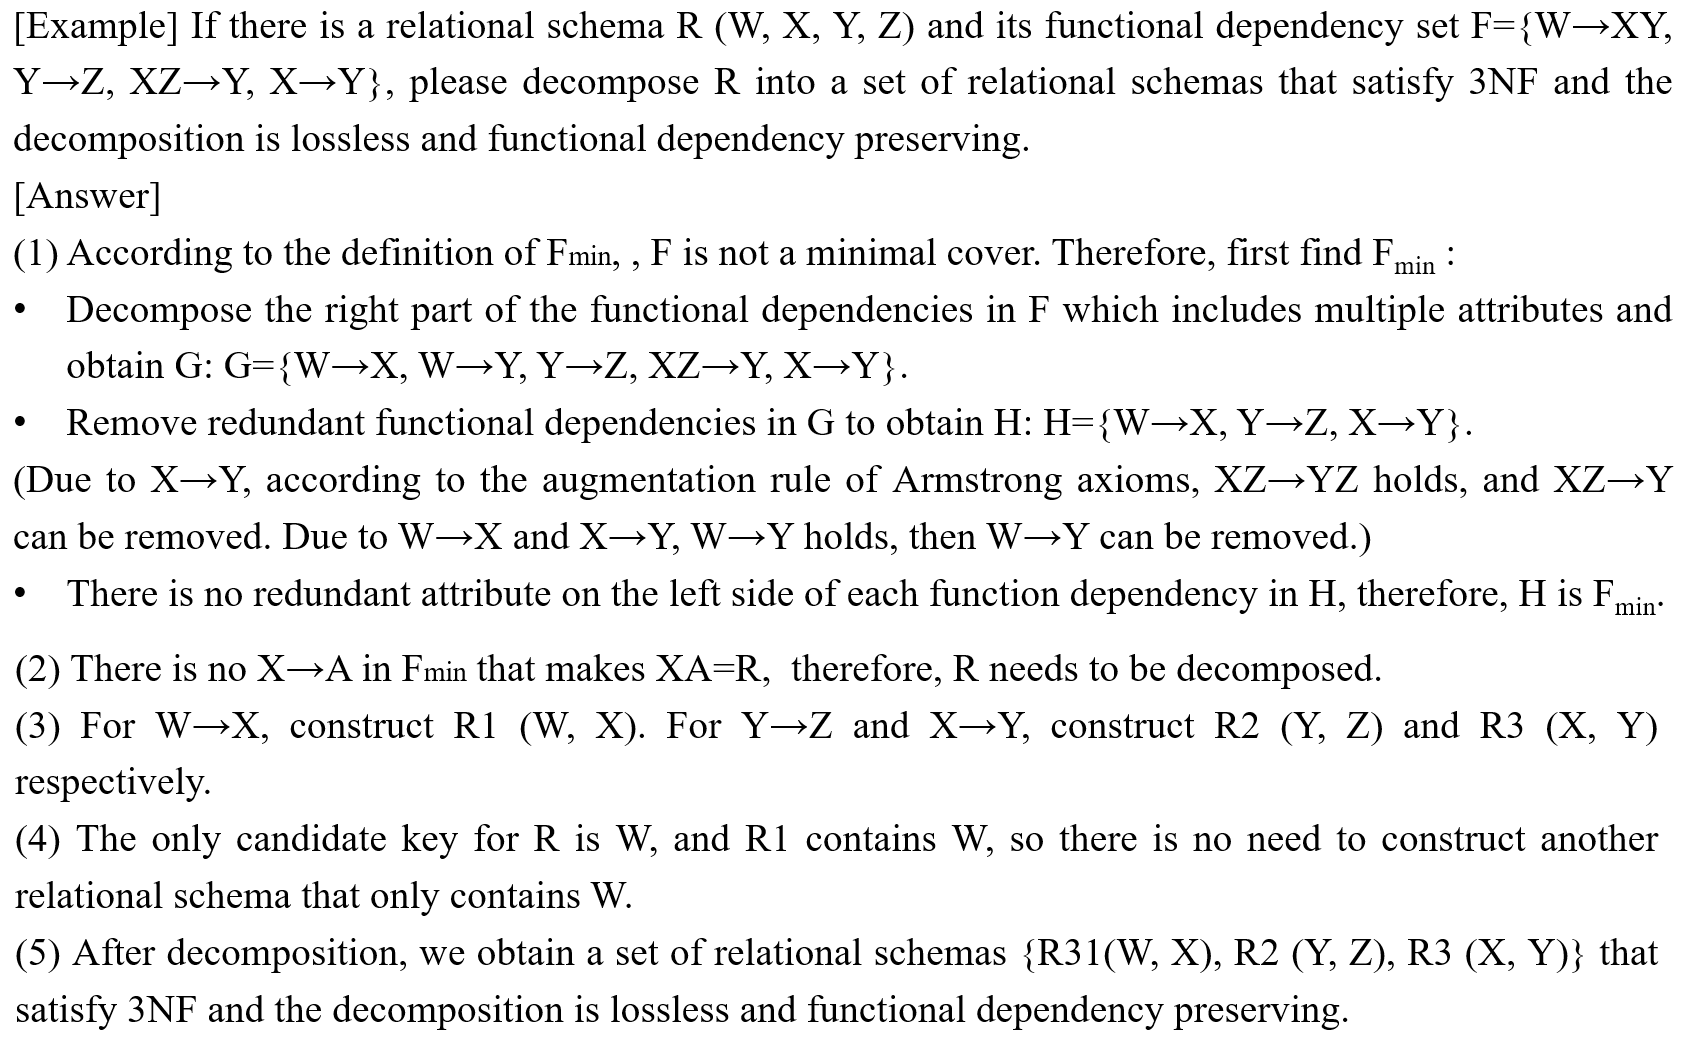 [Example] If there is a relational schema R (W, X, Y, Z) and its functional dependency set F={W→XY,
Y→Z, XZ→Y, X→Y}, please decompose R into a set of relational schemas that satisfy 3NF and the
decomposition is lossless and functional dependency preserving.
[Answer]
(1) According to the definition of Fmin, , F is not a minimal cover. Therefore, first find Fmin :
• Decompose the right part of the functional dependencies in F which includes multiple attributes and
obtain G: G={W→X, W→Y, Y→Z, XZ→Y, X→Y}.
• Remove redundant functional dependencies in G to obtain H: H={W→X, Y→Z, X→Y}.
(Due to X→Y, according to the augmentation rule of Armstrong axioms, XZ→YZ holds, and XZ→Y
can be removed. Due to W→X and X→Y, W→Y holds, then W→Y can be removed.)
• There is no redundant attribute on the left side of each function dependency in H, therefore, H is Fmin.
(2) There is no X→A in Fmin that makes XA=R, therefore, R needs to be decomposed.
(3) For W→X, construct R1 (W, X). For Y→Z and X→Y, construct R2 (Y, Z) and R3 (X, Y)
respectively.
(4) The only candidate key for R is W, and R1 contains W, so there is no need to construct another
relational schema that only contains W.
(5) After decomposition, we obtain a set of relational schemas {R31(W, X), R2 (Y, Z), R3 (X, Y)} that
satisfy 3NF and the decomposition is lossless and functional dependency preserving.